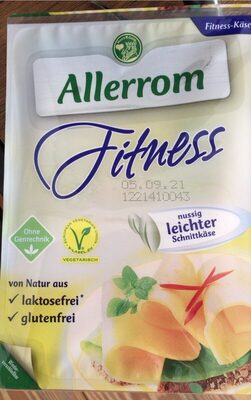 Fitness-Käse
Allerrom
Fitness
05.09.21
1221410043
Ohne
Gentechnik
VEGETARISCH
nussig
leichter
Schnittkäse
von Natur aus
✓ laktosefrei*
✓ glutenfrei